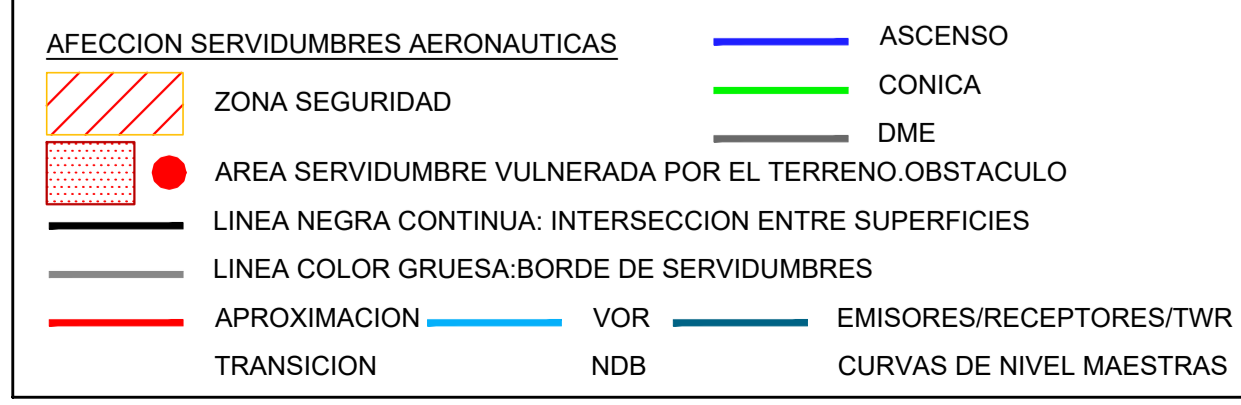 AFECCION SERVIDUMBRES AERONAUTICAS
ASCENSO
ZONA SEGURIDAD
CONICA
DME
AREA SERVIDUMBRE VULNERADA POR EL TERRENO.OBSTACULO
LINEA NEGRA CONTINUA: INTERSECCION ENTRE SUPERFICIES
LINEA COLOR GRUESA:BORDE DE SERVIDUMBRES
APROXIMACION VOR EMISORES/RECEPTORES/TWR
TRANSICION NDB CURVAS DE NIVEL MAESTRAS